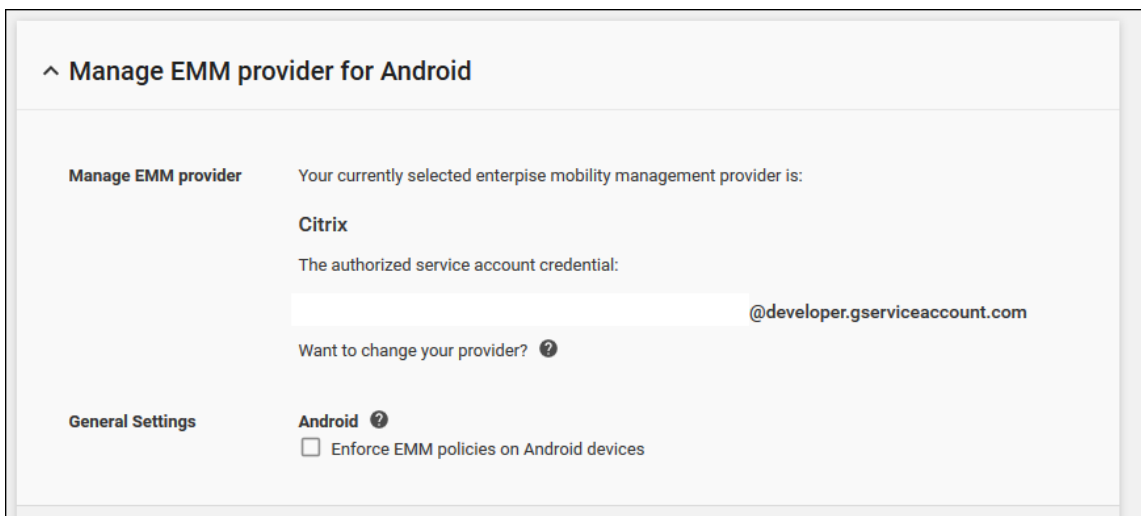 Manage EMM provider for Android
Manage EMM provider
Your currently selected enterpise mobility management provider is:
Citrix
The authorized service account credential:
@developer.gserviceaccount.com
Want to change your provider?
General Settings
Android
Enforce EMM policies on Android devices